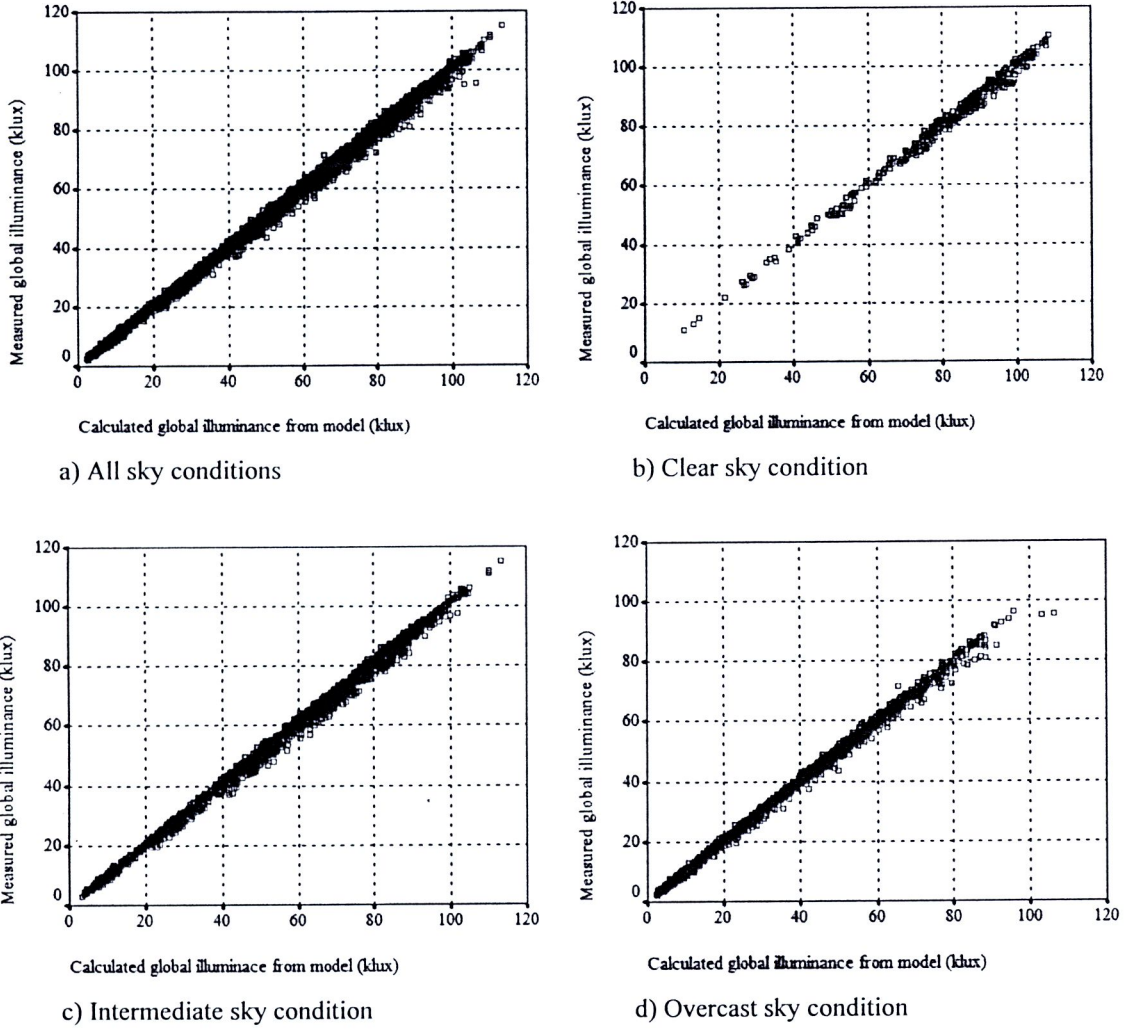 120
100
80
60
40
20
0
Measured global illuminance (klux)
0 20 40 60 80 100 120
Calculated global illuminance from model (klux)
a) All sky conditions
120
100
80
60
40
20
0
Measured global illuminance (klux)
0 20 40 60 80 100 120
Calculated global illuminance from model (klux)
b) Clear sky condition
120
100
80
60
40
20
0
Measured global illuminance (klux)
0 20 40 60 80 100 120
Calculated global illuminace from model (klux)
c) Intermediate sky condition
120
100
80
60
40
20
0
Measured global illuminance (klux)
0 20 40 60 80 100 120
Calculated global illuminance from model (klux)
d) Overcast sky condition